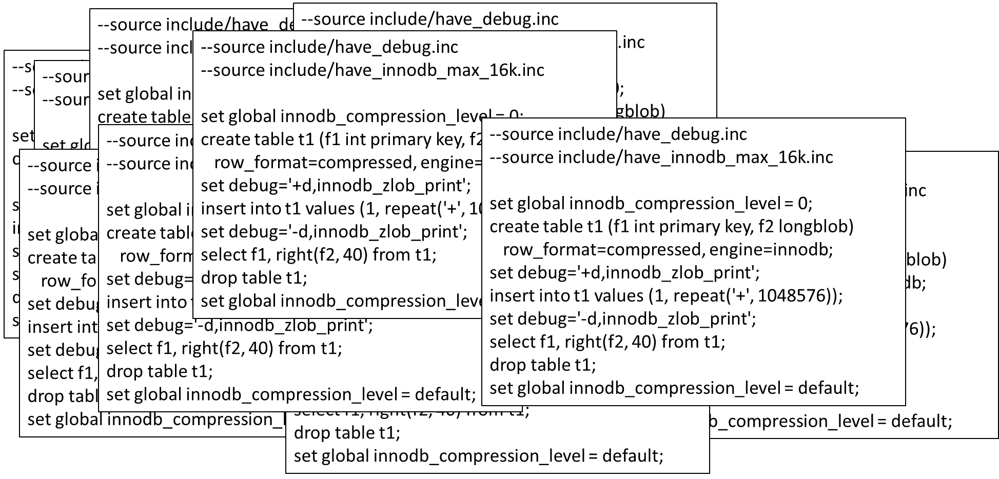 --source include/have_debug.inc
.inc
;
gblob)
--source include/have_de
--source incl
set global in
create table
--s
--s
set
s
s
s
s
--sour
--sour
set glo
--source include/have_debug.inc
--source include/have_innodb_max_16k.inc
set global innodb_compression_level = 0;
create table t1 (f1 int primary key, f2
row_format=compressed, engine=
set debug='+d,innodb_zlob_print';
insert into t1 values (1, repeat('+', 10
set debug='-d,innodb_zlob_print';
select f1, right(f2, 40) from t1;
drop table t1;
set global innodb_compression_leve
--source
--source
set globa
create ta
row_fo
set debug
insert int
set debug
select f1,
drop tabl
set global innodb_compression_l
--source inc
--source inc
set global i
create tabl
row_form
set debug=
insert into t
set debug='-d,innodb_zlob_print';
select f1, right(f2, 40) from t1;
drop table t1;
set global innodb_compression_level = default;
--source include/have_debug.inc
--source include/have_innodb_max_16k.inc
set global innodb_compression_level = 0;
create table t1 (f1 int primary key, f2 longblob)
row_format=compressed, engine=innodb;
set debug='+d,innodb_zlob_print';
insert into t1 values (1, repeat('+', 1048576));
set debug='-d,innodb_zlob_print';
select f1, right(f2, 40) from t1;
drop table t1;
set global innodb_compression_level = default;
inc
blob)
db;
76));
b_compression_level = default;
select f1, right(f2, 40) from t1;
drop table t1;
set global innodb_compression_level = default;